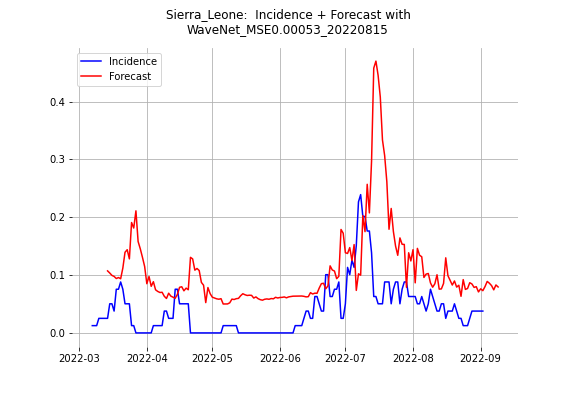 Sierra_Leone:  Incidence + Forecast with
WaveNet_MSE0.00053_20220815
Incidence
Forecast
0.4
0.3
0.2
0.1
0.0
2022-03 2022-04 2022-05 2022-06 2022-07 2022-08 2022-09